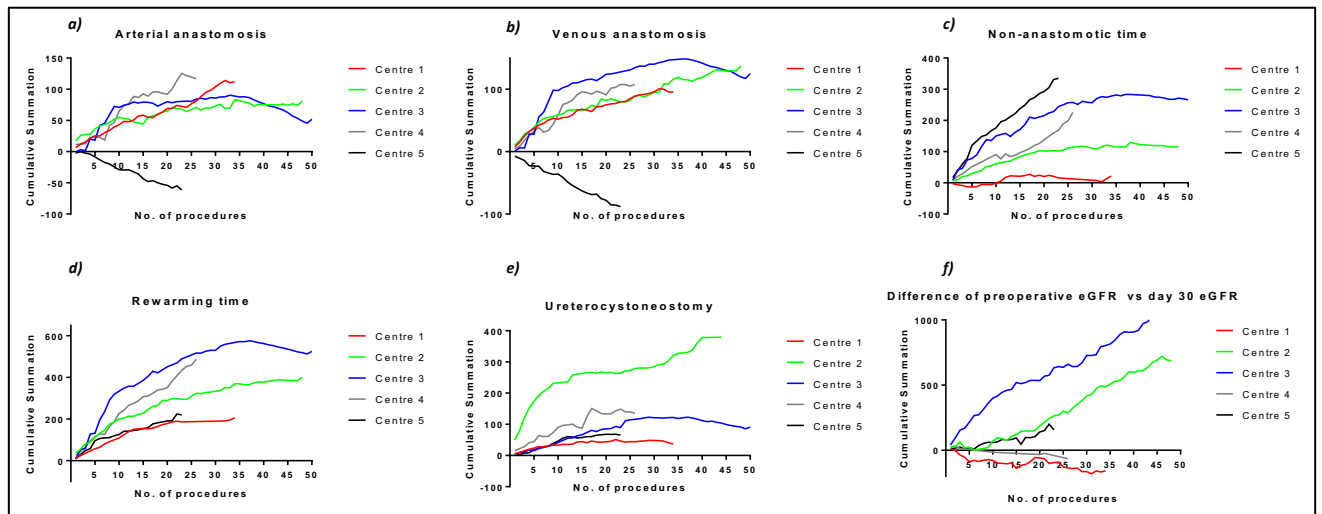 a)
Arterial anastomosis
Cumulative Summation
150
100
50
0
-50
-100
5 10 15 20 25 30 35 40 45 50
No. of procedures
Centre 1
Centre 2
Centre 3
Centre 4
Centre 5
b)
Venous anastomosis
Cumulative Summation
150
100
50
0
-100
5 10 15 20 25 30 35 40 45 50
No. of procedures
Centre 1
Centre 2
Centre 3
Centre 4
Centre 5
c)
Non-anastomotic time
Cumulative Summation
400
300
200
100
0
-100
5 10 15 20 25 30 35 40 45 50
No. of procedures
Centre 1
Centre 2
Centre 3
Centre 4
Centre 5
d)
Rewarming time
Cumulative Summation
600
400
200
0
5 10 15 20 25 30 35 40 45 50
No. of procedures
Centre 1
Centre 2
Centre 3
Centre 4
Centre 5
e)
Ureterocystoneostomy
Cumulative Summation
400
300
200
100
0
-100
5 10 15 20 25 30 35 40 45 50
No. of procedures
Centre 1
Centre 2
Centre 3
Centre 4
Centre 5
f)
Difference of preoperative eGFR vs day 30 eGFR
Cumulative Summation
1000
500
0
5 10 15 20 25 30 35 40 45 50
No. of procedures
Centre 1
Centre 2
Centre 3
Centre 4
Centre 5